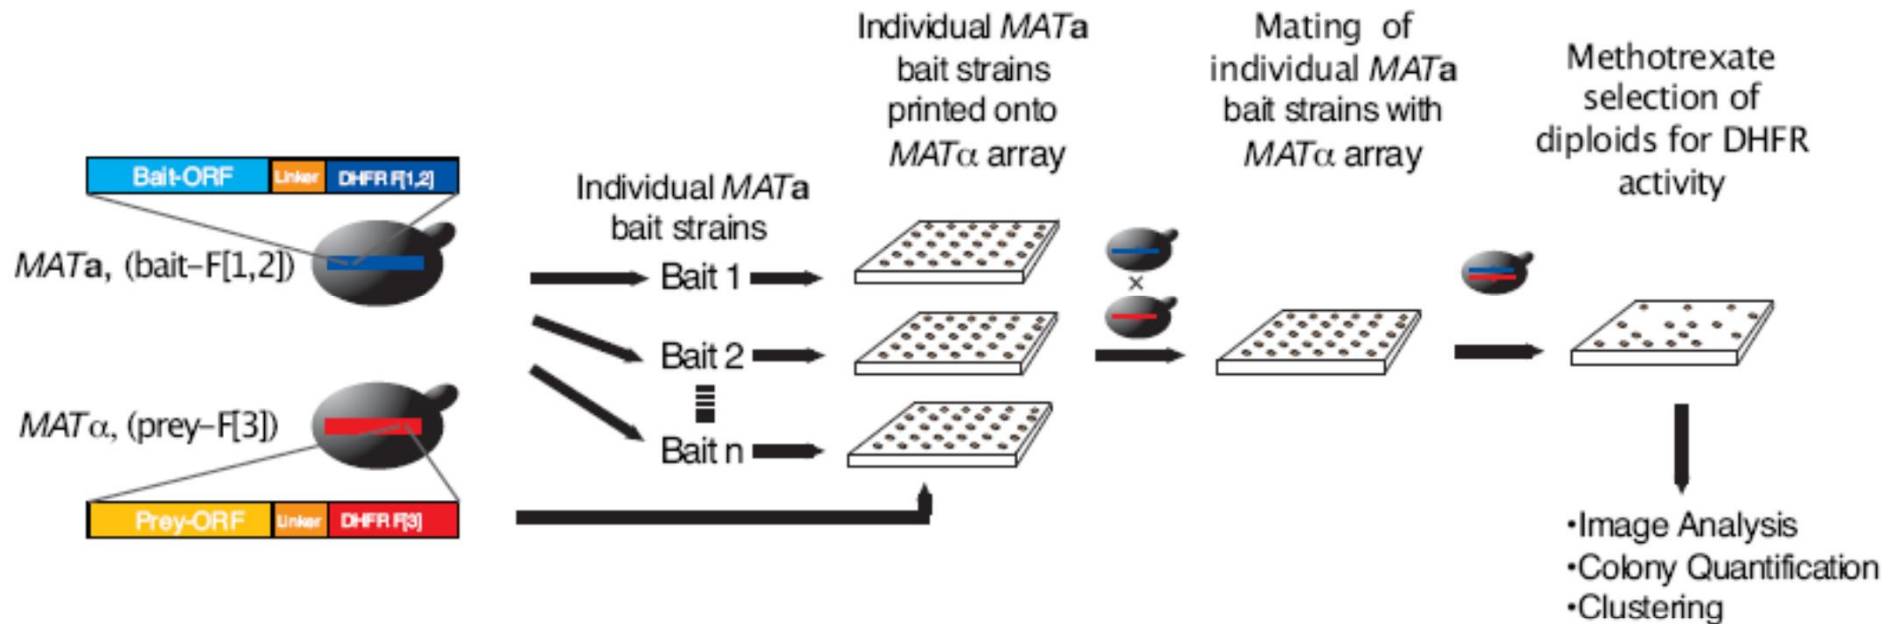 Individual MATa
bait strains
printed onto
MATα array
Mating of
individual MATa
bait strains with
MATα array
Methotrexate
selection of
diploids for DHFR
activity
Bait-ORF
Linker
DHFR F[1,2]
MATa, (bait–F[1,2])
Individual MATa
bait strains
Bait 1
Bait 2
Bait n
×
MATα, (prey–F[3])
Prey-ORF
Linker
DHFR F[3]
•Image Analysis
•Colony Quantification
•Clustering